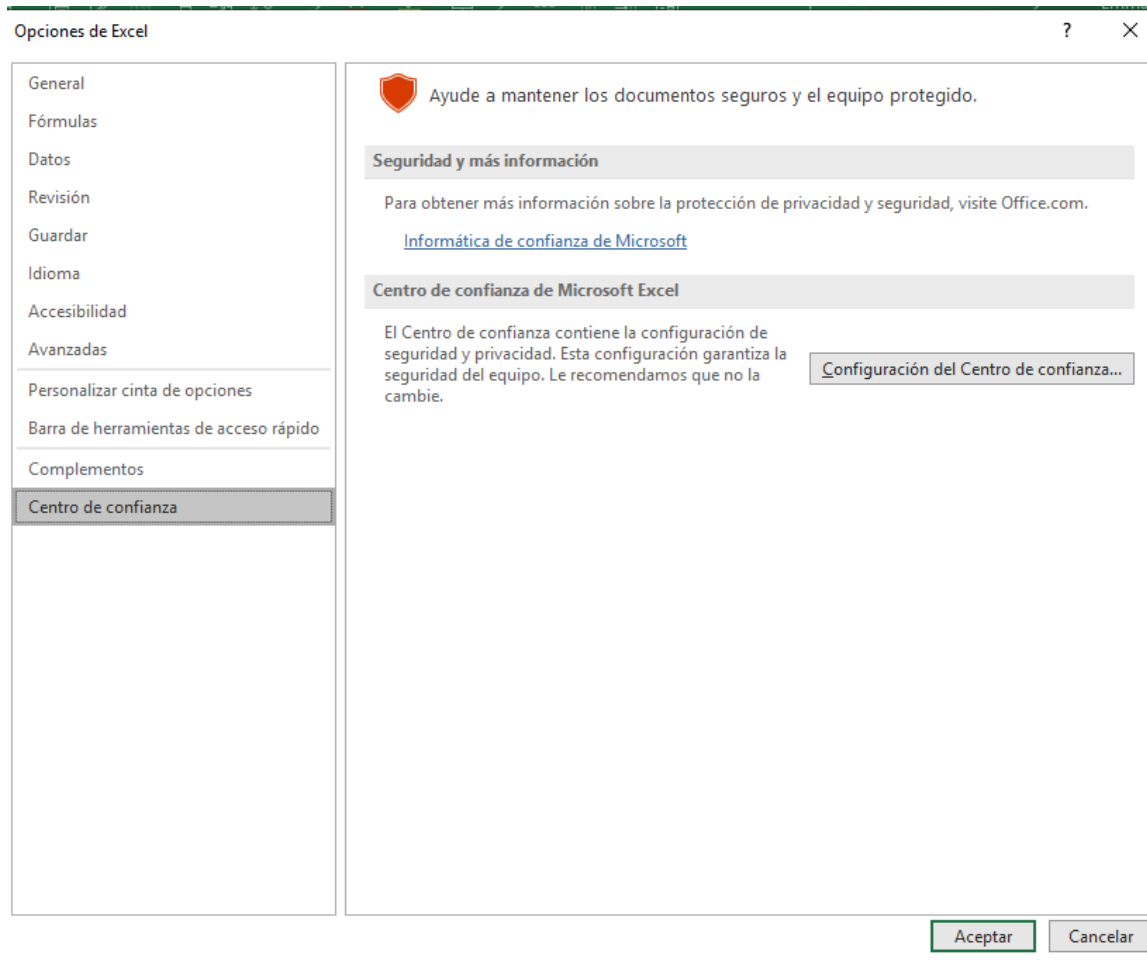 Opciones de Excel
?
General
Fórmulas
Datos
Revisión
Guardar
Idioma
Accesibilidad
Avanzadas
Personalizar cinta de opciones
Barra de herramientas de acceso rápido
Complementos
Centro de confianza
Ayude a mantener los documentos seguros y el equipo protegido.
Seguridad y más información
Para obtener más información sobre la protección de privacidad y seguridad, visite Office.com.
Informática de confianza de Microsoft
Centro de confianza de Microsoft Excel
El Centro de confianza contiene la configuración de
seguridad y privacidad. Esta configuración garantiza la
seguridad del equipo. Le recomendamos que no la
cambie.
Configuración del Centro de confianza...
Aceptar
Cancelar